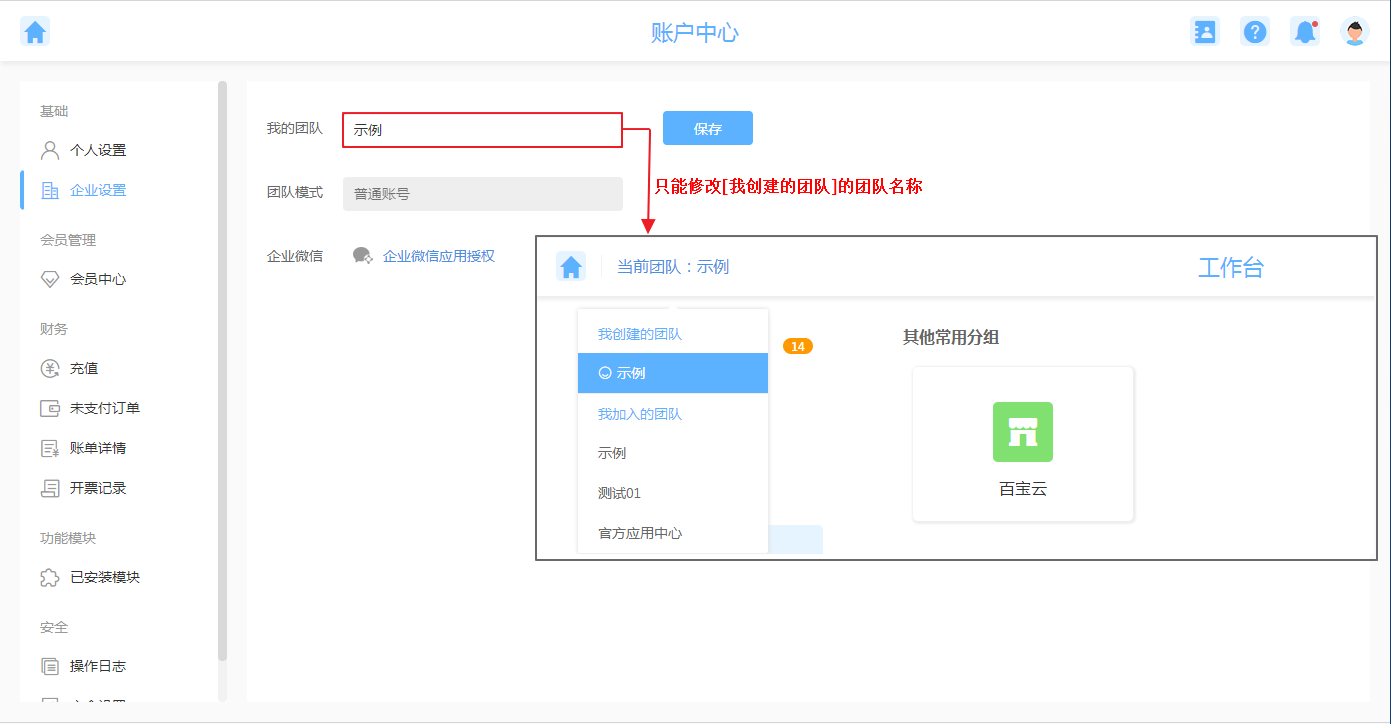 账户中心
基础
个人设置
企业设置
会员管理
会员中心
财务
充值
未支付订单
账单详情
开票记录
功能模块
已安装模块
安全
操作日志
我的团队
示例
保存
只能修改[我创建的团队]的团队名称
团队模式
普通账号
企业微信
企业微信应用授权
当前团队：示例
工作台
我创建的团队
示例
我加入的团队
示例
测试01
官方应用中心
14
其他常用分组
百宝云